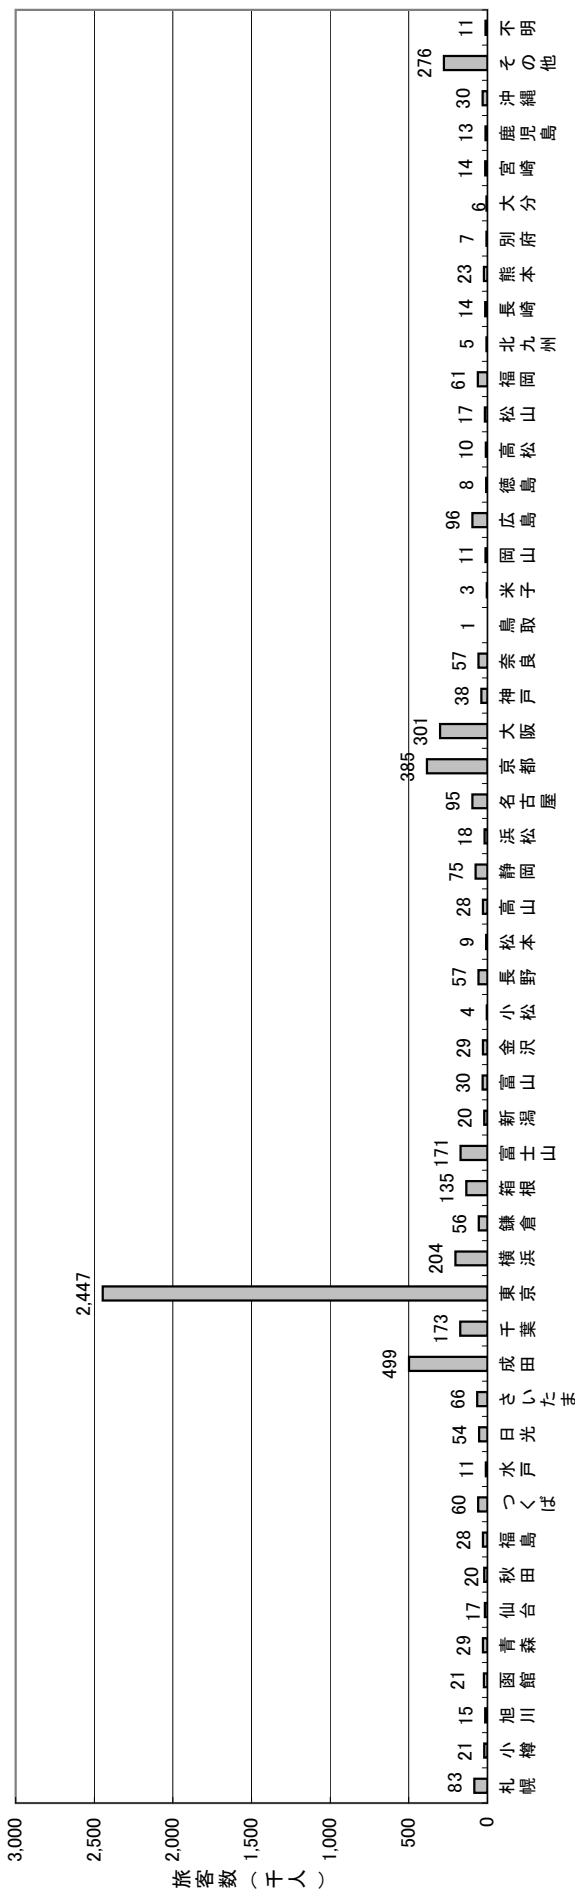 旅客数（千人）
3,000
2,500
2,000
1,500
1,000
500
0
83
21
15
21
29
17
20
28
60
11
54
66
499
173
2,447
204
56
135
171
20
30
29
4
57
9
28
75
18
95
385
301
38
57
1
3
11
96
8
10
17
61
5
14
23
7
6
14
13
30
276
11
札幌
小樽
旭川
函館
青森
仙台
秋田
福島
つくば
水戸
日光
さいたま
成田
千葉
東京
横浜
鎌倉
箱根
富士山
新潟
富山
金沢
小松
長野
松本
高山
静岡
浜松
名古屋
京都
大阪
神戸
奈良
鳥取
米子
岡山
広島
徳島
高松
松山
福岡
北九州
長崎
熊本
別府
大分
宮崎
鹿児島
沖縄
その他
不明